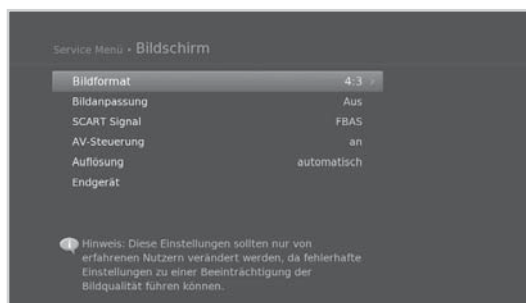 Service Menü • Bildschirm
Bildformat 4:3
Bildanpassung Aus
SCART Signal FBAS
AV-Steuerung an
Auflösung automatisch
Endgerät
Hinweis: Diese Einstellungen sollten nur von
erfahrenen Nutzern verändert werden, da fehlerhafte
Einstellungen zu einer Beeinträchtigung der
Bildqualität führen können.